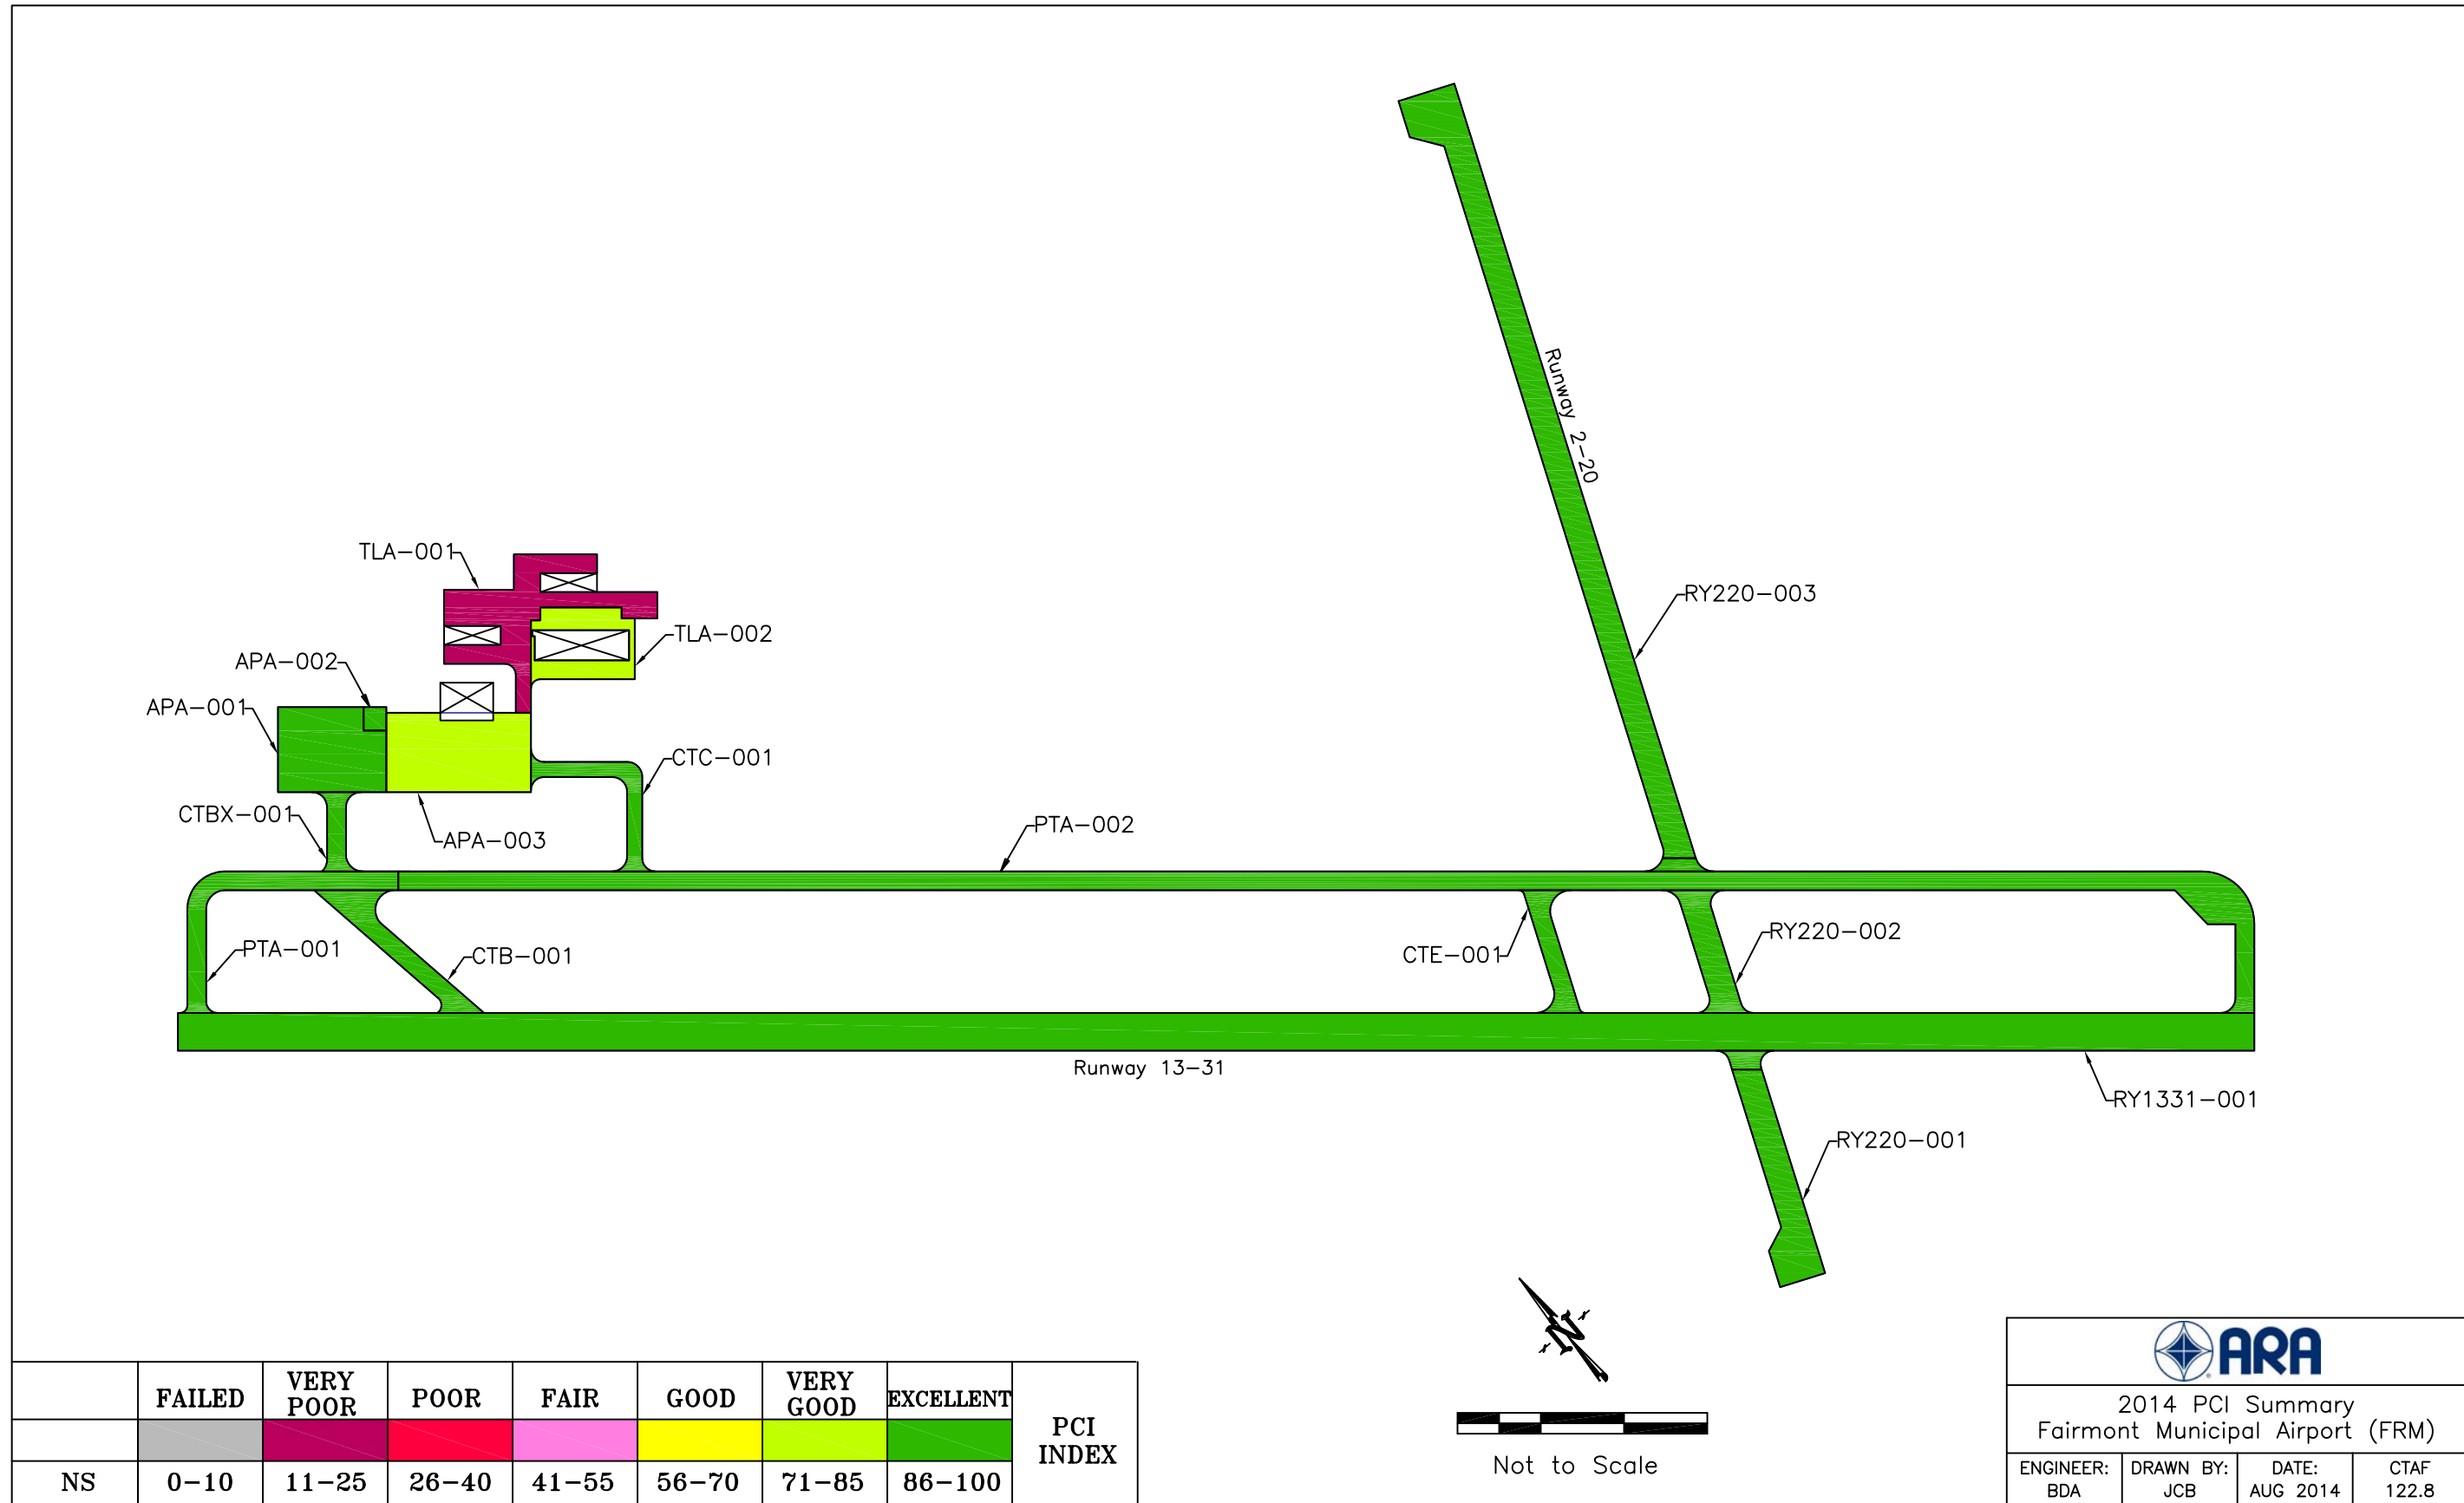 Runway 2-20
TLA-001
RY220-003
TLA-002
APA-002
APA-001
CTC-001
CTBX-001
PTA-002
APA-003
RY220-002
PTA-001
CTB-001
CTE-001
Runway 13-31
RY1331-001
RY220-001
N
ARA
FAILED
VERY
POOR
POOR
FAIR
GOOD
VERY
GOOD
EXCELLENT
PCI
INDEX
NS
0-10
11-25
26-40
41-55
56-70
71-85
86-100
Not to Scale
2014 PCI Summary
Fairmont Municipal Airport (FRM)
ENGINEER:
BDA
DRAWN BY:
JCB
DATE:
AUG 2014
CTAF
122.8